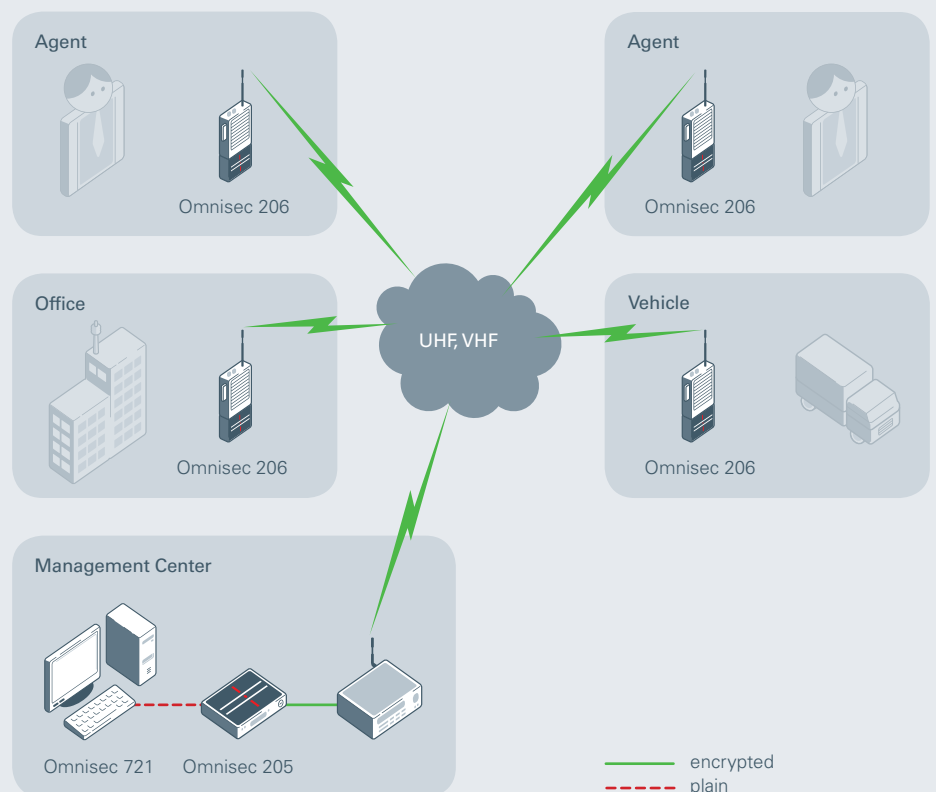 Agent
Omnisec 206
Agent
Omnisec 206
Office
Omnisec 206
UHF, VHF
Vehicle
Omnisec 206
Management Center
Omnisec 721
Omnisec 205
encrypted
plain